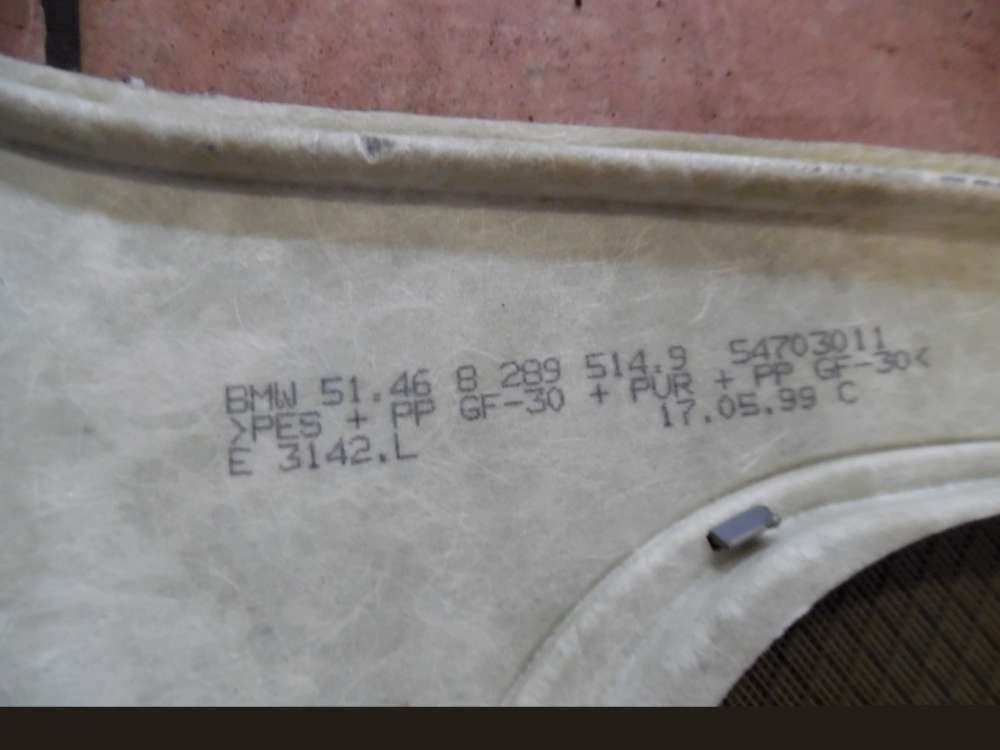 BMW 51.46 8 289 514.9 54703011
>PES + PP GF-30 + PUR + PP GF-30<
E 3142.L 17.05.99 C